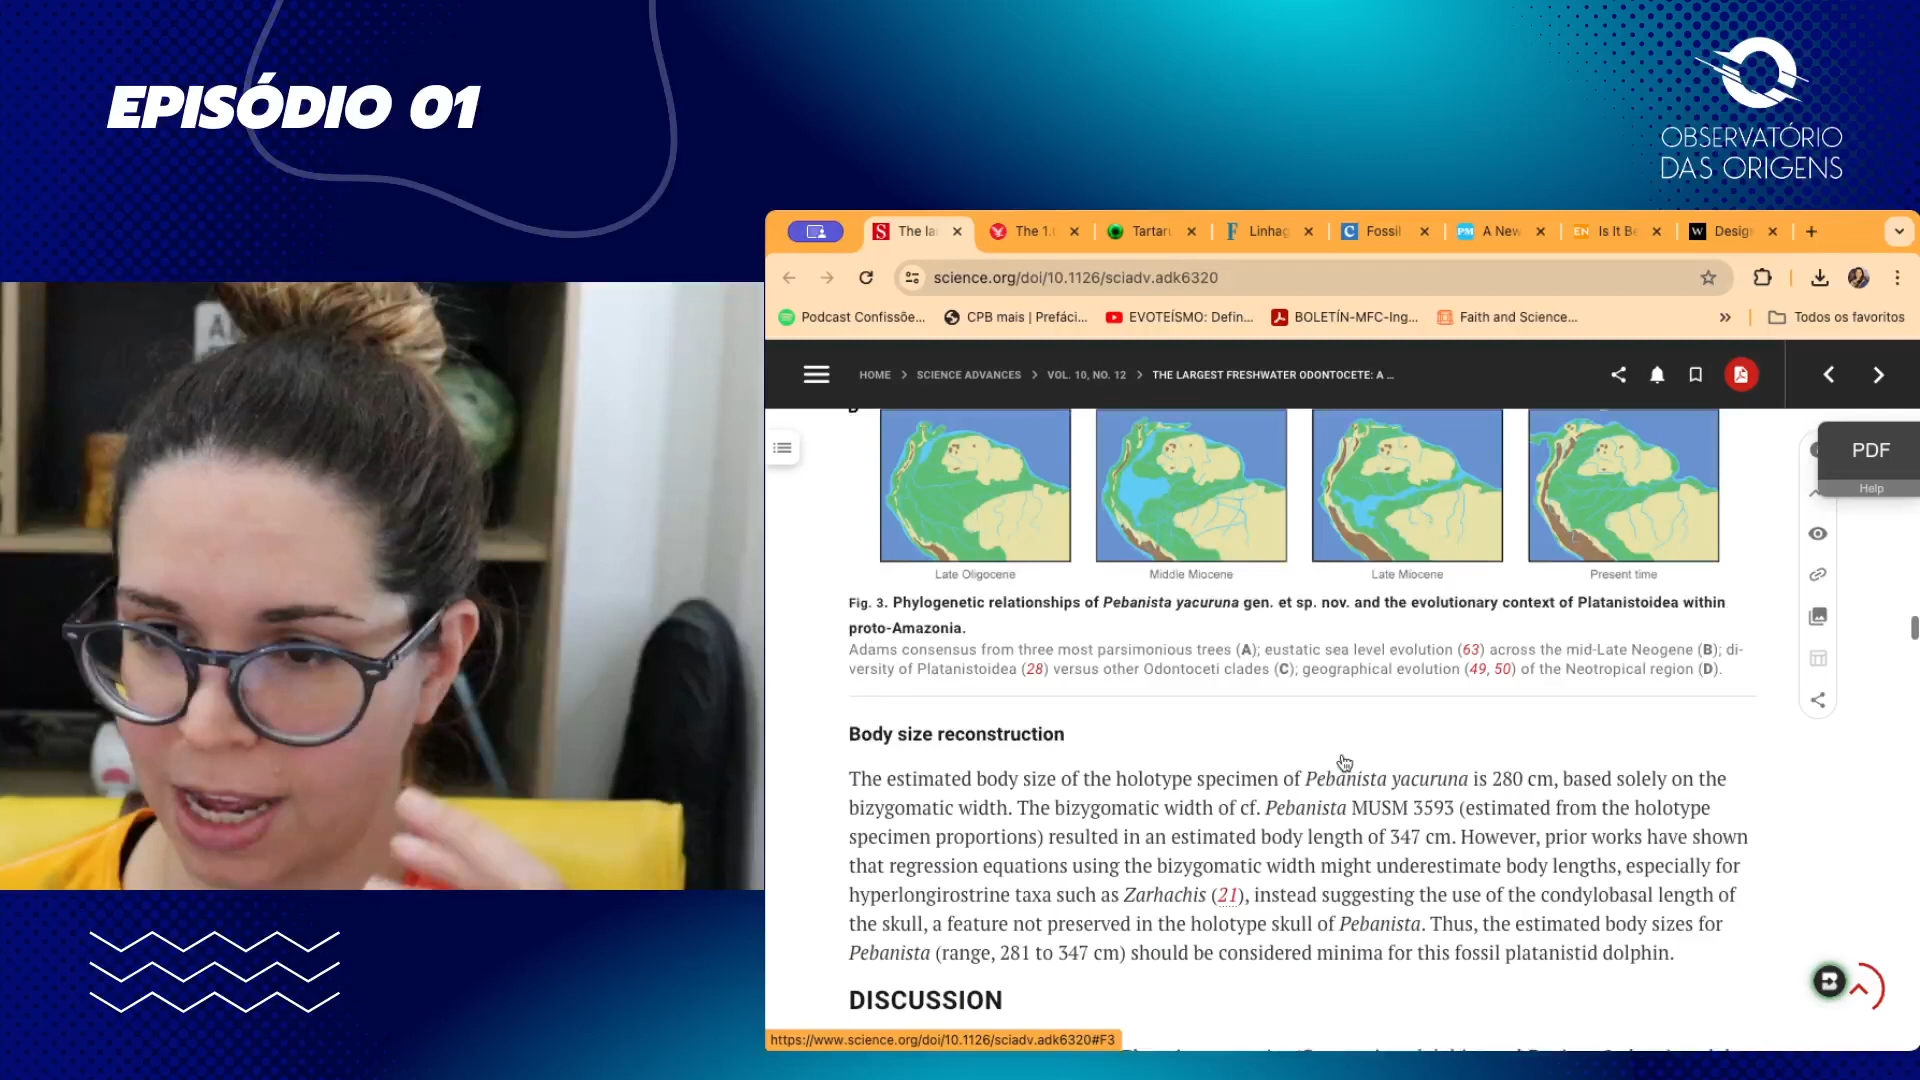 EPISÓDIO 01
OBSERVATÓRIO
DAS ORIGENS
The la
The 1.
Tartar
Linhag
Fossil
A New
Is It Be
Desig
science.org/doi/10.1126/sciadv.adk6320
Podcast Confissõe...
CPB mais | Prefáci...
EVOTEÍSMO: Defin...
BOLETÍN-MFC-Ing...
Faith and Science...
Todos os favoritos
HOME > SCIENCE ADVANCES > VOL. 10, NO. 12 > THE LARGEST FRESHWATER ODONTOCETE: A ...
PDF
Help
Late Oligocene
Middle Miocene
Late Miocene
Present time
Fig. 3. Phylogenetic relationships of Pebanista yacuruna gen. et sp. nov. and the evolutionary context of Platanistoidea within
proto-Amazonia.
Adams consensus from three most parsimonious trees (A); eustatic sea level evolution (63) across the mid-Late Neogene (B); di-
versity of Platanistoidea (28) versus other Odontoceti clades (C); geographical evolution (49, 50) of the Neotropical region (D).
Body size reconstruction
The estimated body size of the holotype specimen of Pebanista yacuruna is 280 cm, based solely on the
bizygomatic width. The bizygomatic width of cf. Pebanista MUSM 3593 (estimated from the holotype
specimen proportions) resulted in an estimated body length of 347 cm. However, prior works have shown
that regression equations using the bizygomatic width might underestimate body lengths, especially for
hyperlongirostrine taxa such as Zarhachis (21), instead suggesting the use of the condylobasal length of
the skull, a feature not preserved in the holotype skull of Pebanista. Thus, the estimated body sizes for
Pebanista (range, 281 to 347 cm) should be considered minima for this fossil platanistid dolphin.
DISCUSSION
https://www.science.org/doi/10.1126/sciadv.adk6320#F3